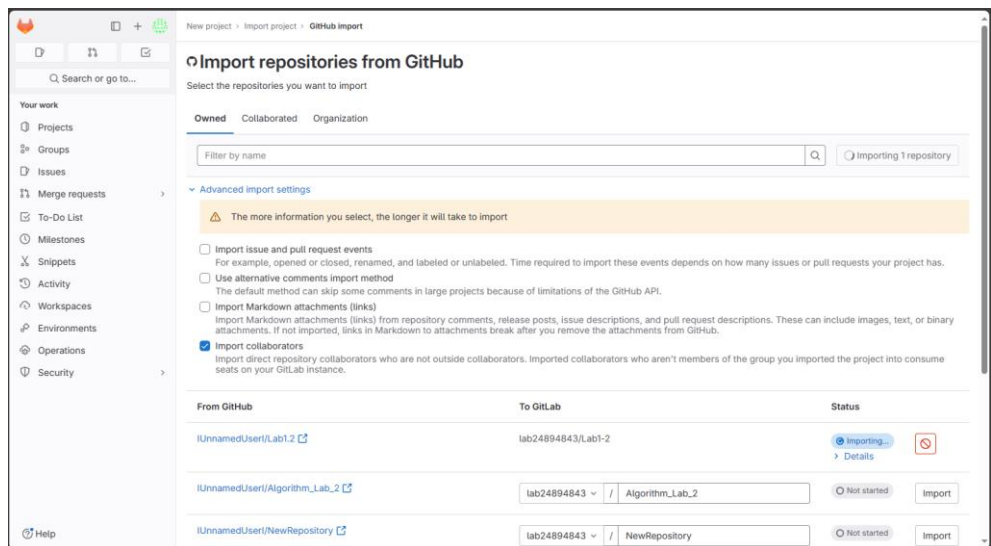 New project › Import project › GitHub import
Search or go to...
Your work
Projects
Groups
Issues
Merge requests
To-Do List
Milestones
Snippets
Activity
Workspaces
Environments
Operations
Security
Help
Import repositories from GitHub
Select the repositories you want to import
Owned Collaborated Organization
Filter by name
Importing 1 repository
Advanced import settings
The more information you select, the longer it will take to import
Import issue and pull request events
For example, opened or closed, renamed, and labeled or unlabeled. Time required to import these events depends on how many issues or pull requests your project has.
Use alternative comments import method
The default method can skip some comments in large projects because of limitations of the GitHub API.
Import Markdown attachments (links)
Import Markdown attachments (links) from repository comments, release posts, issue descriptions, and pull request descriptions. These can include images, text, or binary
attachments. If not imported, links in Markdown to attachments break after you remove the attachments from GitHub.
Import collaborators
Import direct repository collaborators who are not outside collaborators. Imported collaborators who aren't members of the group you imported the project into consume
seats on your GitLab instance.
From GitHub To GitLab Status
IUnnamedUserI/Lab1.2 lab24894843/Lab1-2 Importing...
Details
IUnnamedUserI/Algorithm_Lab_2 lab24894843 / Algorithm_Lab_2 Not started Import
IUnnamedUserI/NewRepository lab24894843 / NewRepository Not started Import